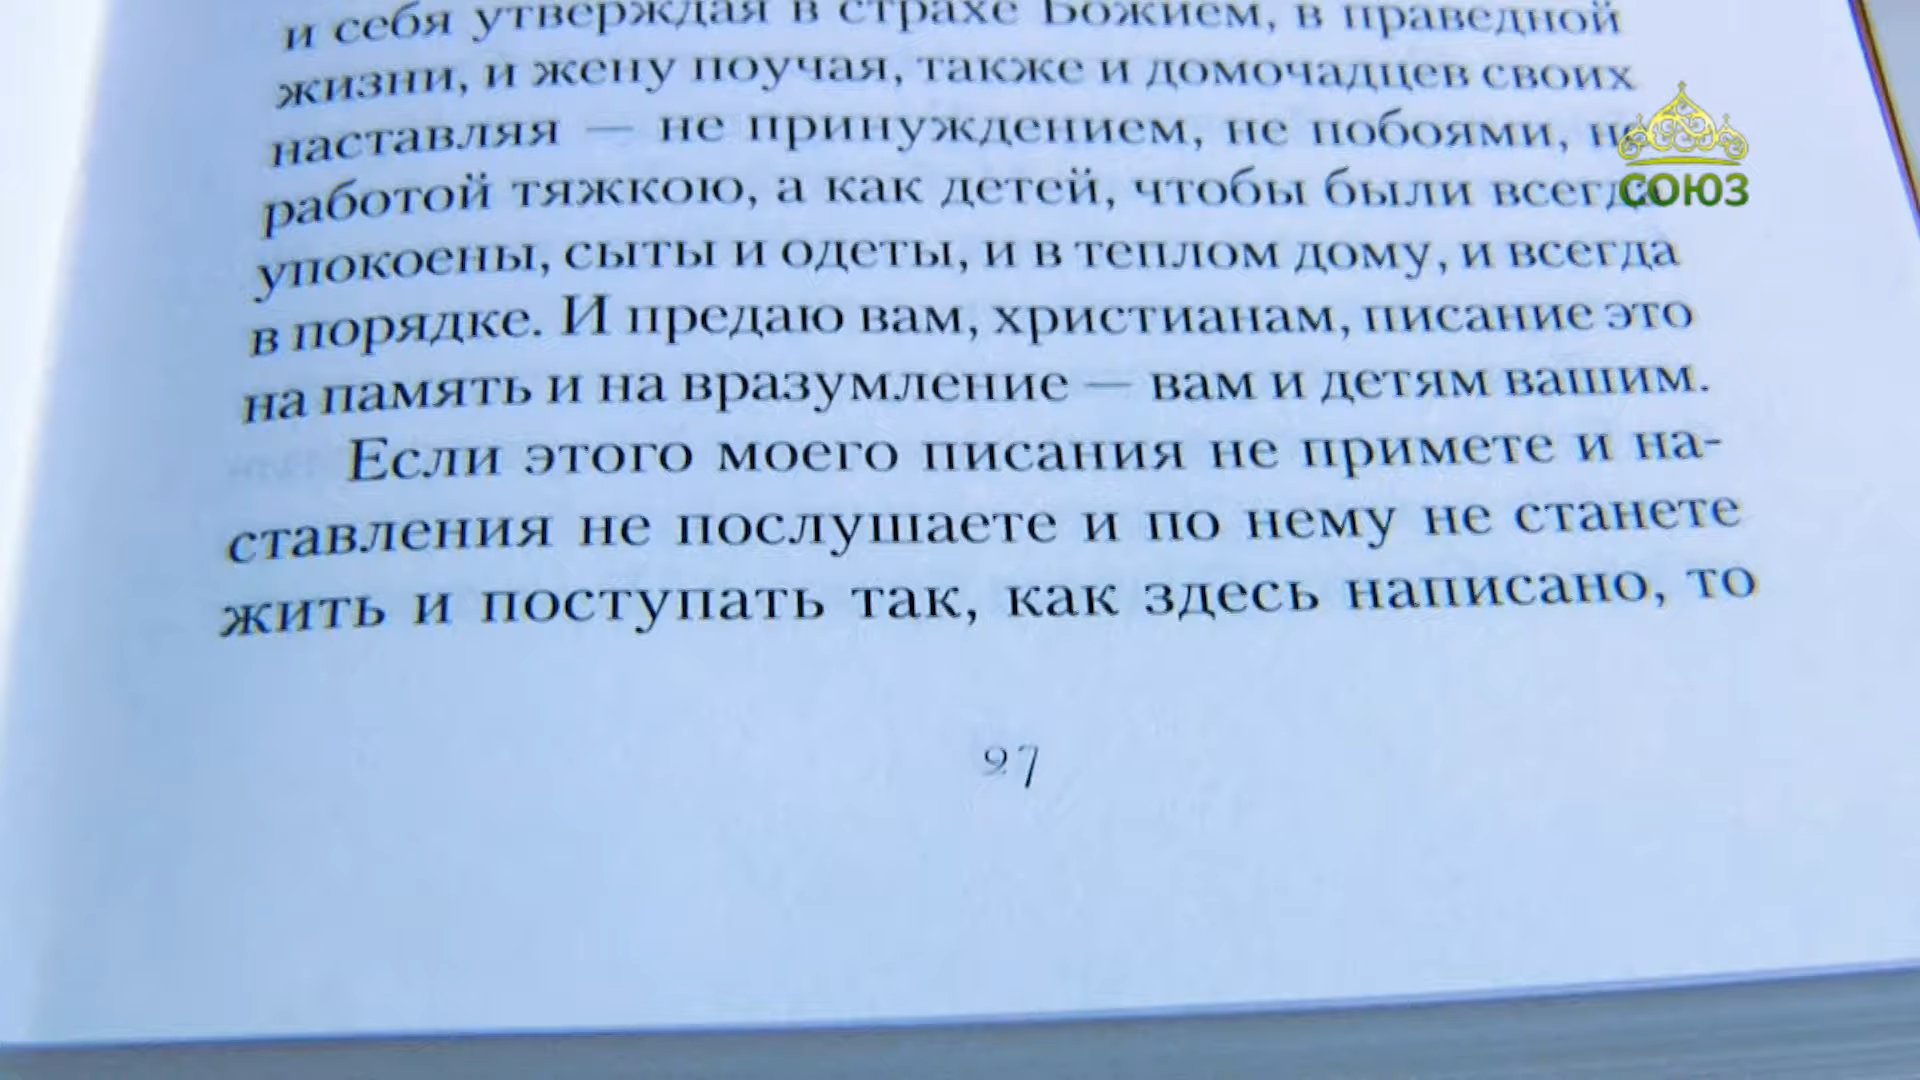 и себя утверждая в страхе Божием, в праведной
жизни, и жену поучая, также и домочадцев своих
наставляя — не принуждением, не побоями, не
работой тяжкою, а как детей, чтобы были всегда
упокоены, сыты и одеты, и в теплом дому, и всегда
в порядке. И предаю вам, христианам, писание это
на память и на вразумление — вам и детям вашим.
Если этого моего писания не примете и на-
ставления не послушаете и по нему не станете
жить и поступать так, как здесь написано, то
27
СОЮЗ